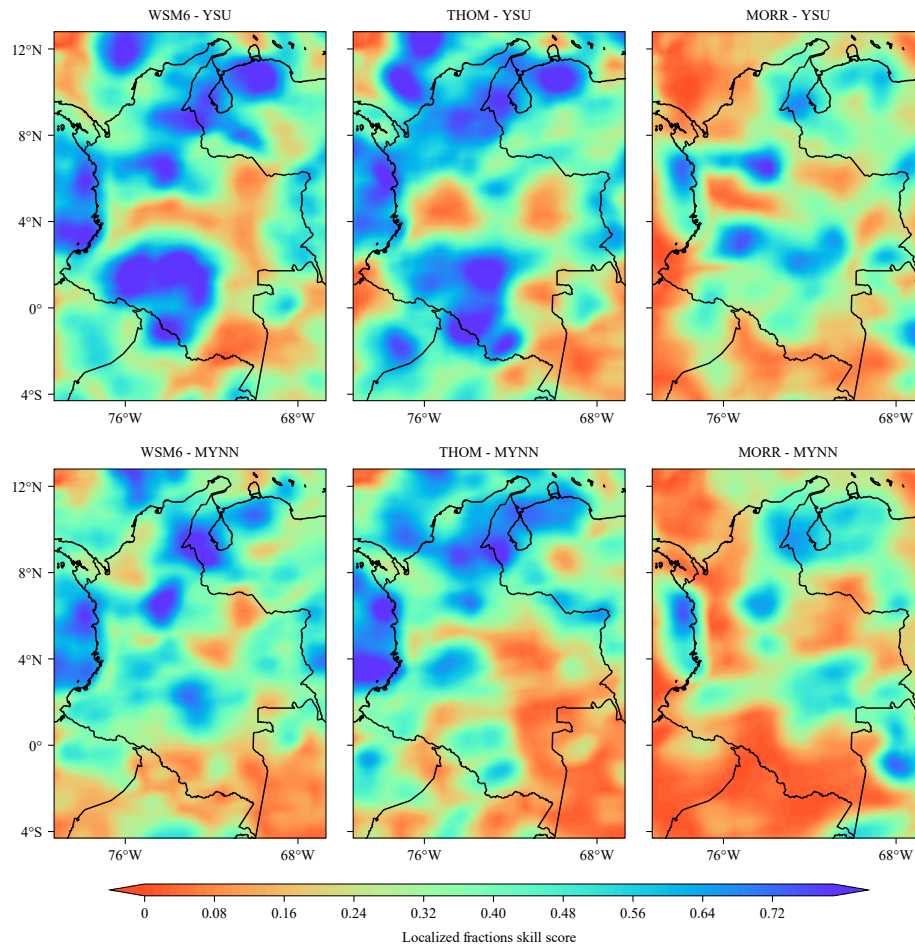 WSM6 - YSU THOM - YSU MORR - YSU
12°N
8°N
4°N
0°
4°S
76°W 68°W 76°W 68°W 76°W 68°W
WSM6 - MYNN THOM - MYNN MORR - MYNN
12°N
8°N
4°N
0°
4°S
76°W 68°W 76°W 68°W 76°W 68°W
0 0.08 0.16 0.24 0.32 0.40 0.48 0.56 0.64 0.72
Localized fractions skill score